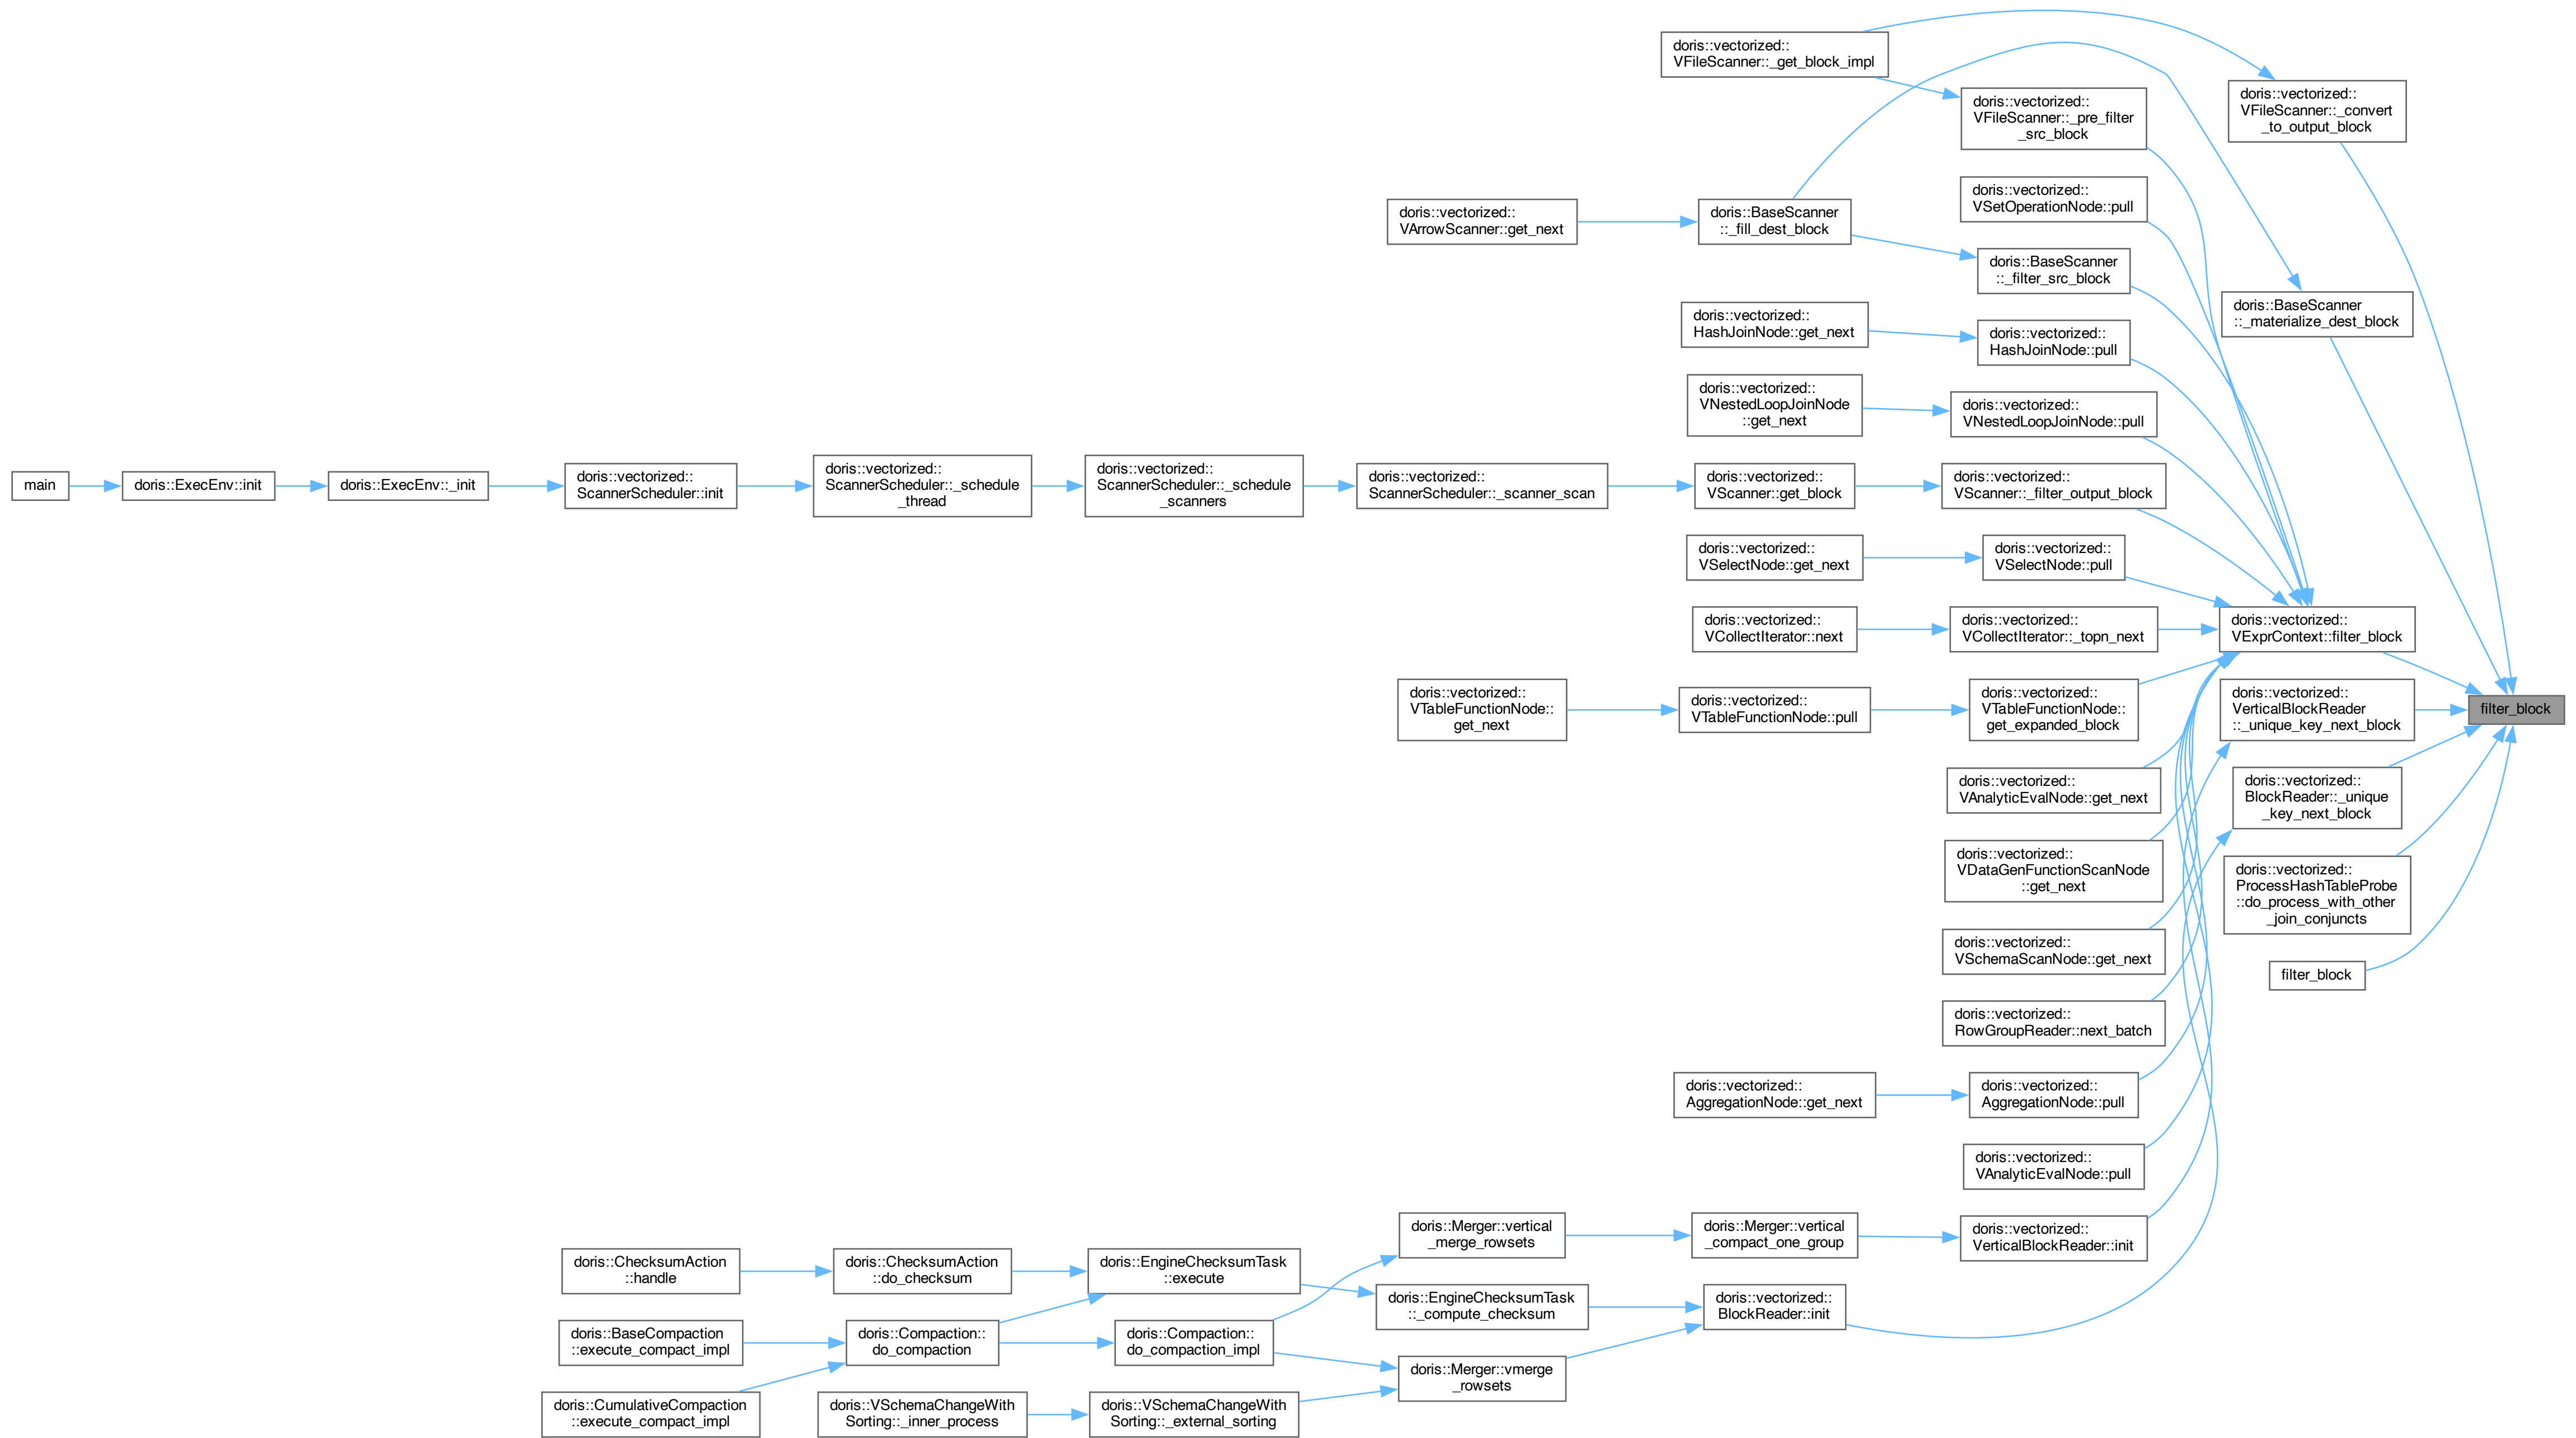 doris::vectorized::
VFileScanner::_get_block_impl
doris::vectorized::
VFileScanner::_convert
_to_output_block
doris::vectorized::
VFileScanner::_pre_filter
_src_block
doris::vectorized::
VSetOperationNode::pull
doris::vectorized::
VArrowScanner::get_next
doris::BaseScanner
::_fill_dest_block
doris::BaseScanner
::_filter_src_block
doris::BaseScanner
::_materialize_dest_block
doris::vectorized::
HashJoinNode::get_next
doris::vectorized::
HashJoinNode::pull
doris::vectorized::
VNestedLoopJoinNode
::get_next
doris::vectorized::
VNestedLoopJoinNode::pull
main
doris::ExecEnv::init
doris::ExecEnv::_init
doris::vectorized::
ScannerScheduler::init
doris::vectorized::
ScannerScheduler::_schedule
_thread
doris::vectorized::
ScannerScheduler::_schedule
_scanners
doris::vectorized::
ScannerScheduler::_scanner_scan
doris::vectorized::
VScanner::get_block
doris::vectorized::
VScanner::_filter_output_block
doris::vectorized::
VSelectNode::get_next
doris::vectorized::
VSelectNode::pull
doris::vectorized::
VCollectIterator::next
doris::vectorized::
VCollectIterator::_topn_next
doris::vectorized::
VExprContext::filter_block
doris::vectorized::
VTableFunctionNode::
get_next
doris::vectorized::
VTableFunctionNode::pull
doris::vectorized::
VTableFunctionNode::
get_expanded_block
doris::vectorized::
VerticalBlockReader
::_unique_key_next_block
filter_block
doris::vectorized::
VAnalyticEvalNode::get_next
doris::vectorized::
BlockReader::_unique
_key_next_block
doris::vectorized::
VDataGenFunctionScanNode
::get_next
doris::vectorized::
ProcessHashTableProbe
::do_process_with_other
_join_conjuncts
doris::vectorized::
VSchemaScanNode::get_next
filter_block
doris::vectorized::
RowGroupReader::next_batch
doris::vectorized::
AggregationNode::get_next
doris::vectorized::
AggregationNode::pull
doris::vectorized::
VAnalyticEvalNode::pull
doris::Merger::vertical
_merge_rowsets
doris::Merger::vertical
_compact_one_group
doris::vectorized::
VerticalBlockReader::init
doris::ChecksumAction
::handle
doris::ChecksumAction
::do_checksum
doris::EngineChecksumTask
::execute
doris::EngineChecksumTask
::_compute_checksum
doris::vectorized::
BlockReader::init
doris::BaseCompaction
::execute_compact_impl
doris::Compaction::
do_compaction
doris::Compaction::
do_compaction_impl
doris::Merger::vmerge
_rowsets
doris::CumulativeCompaction
::execute_compact_impl
doris::VSchemaChangeWith
Sorting::_inner_process
doris::VSchemaChangeWith
Sorting::_external_sorting